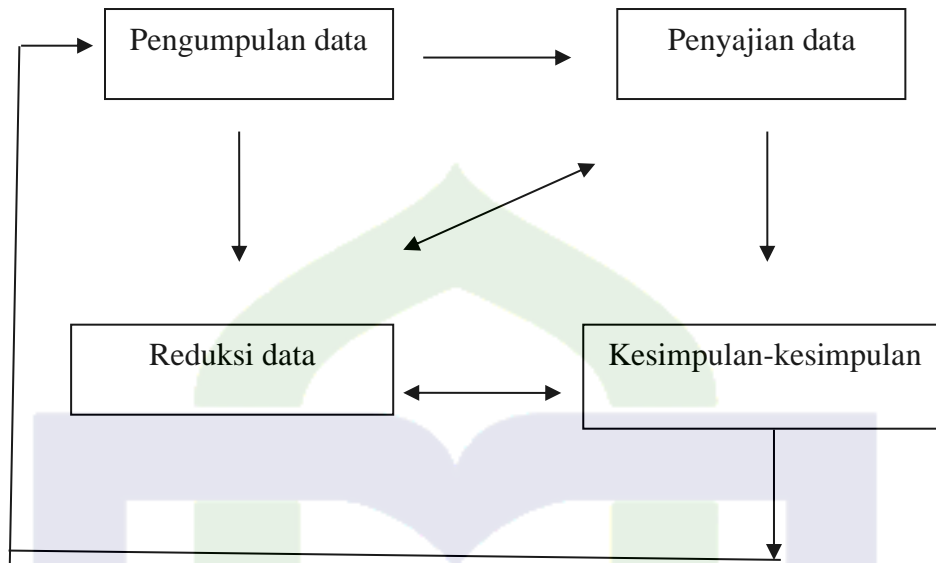 Pengumpulan data
Penyajian data
Reduksi data
Kesimpulan-kesimpulan